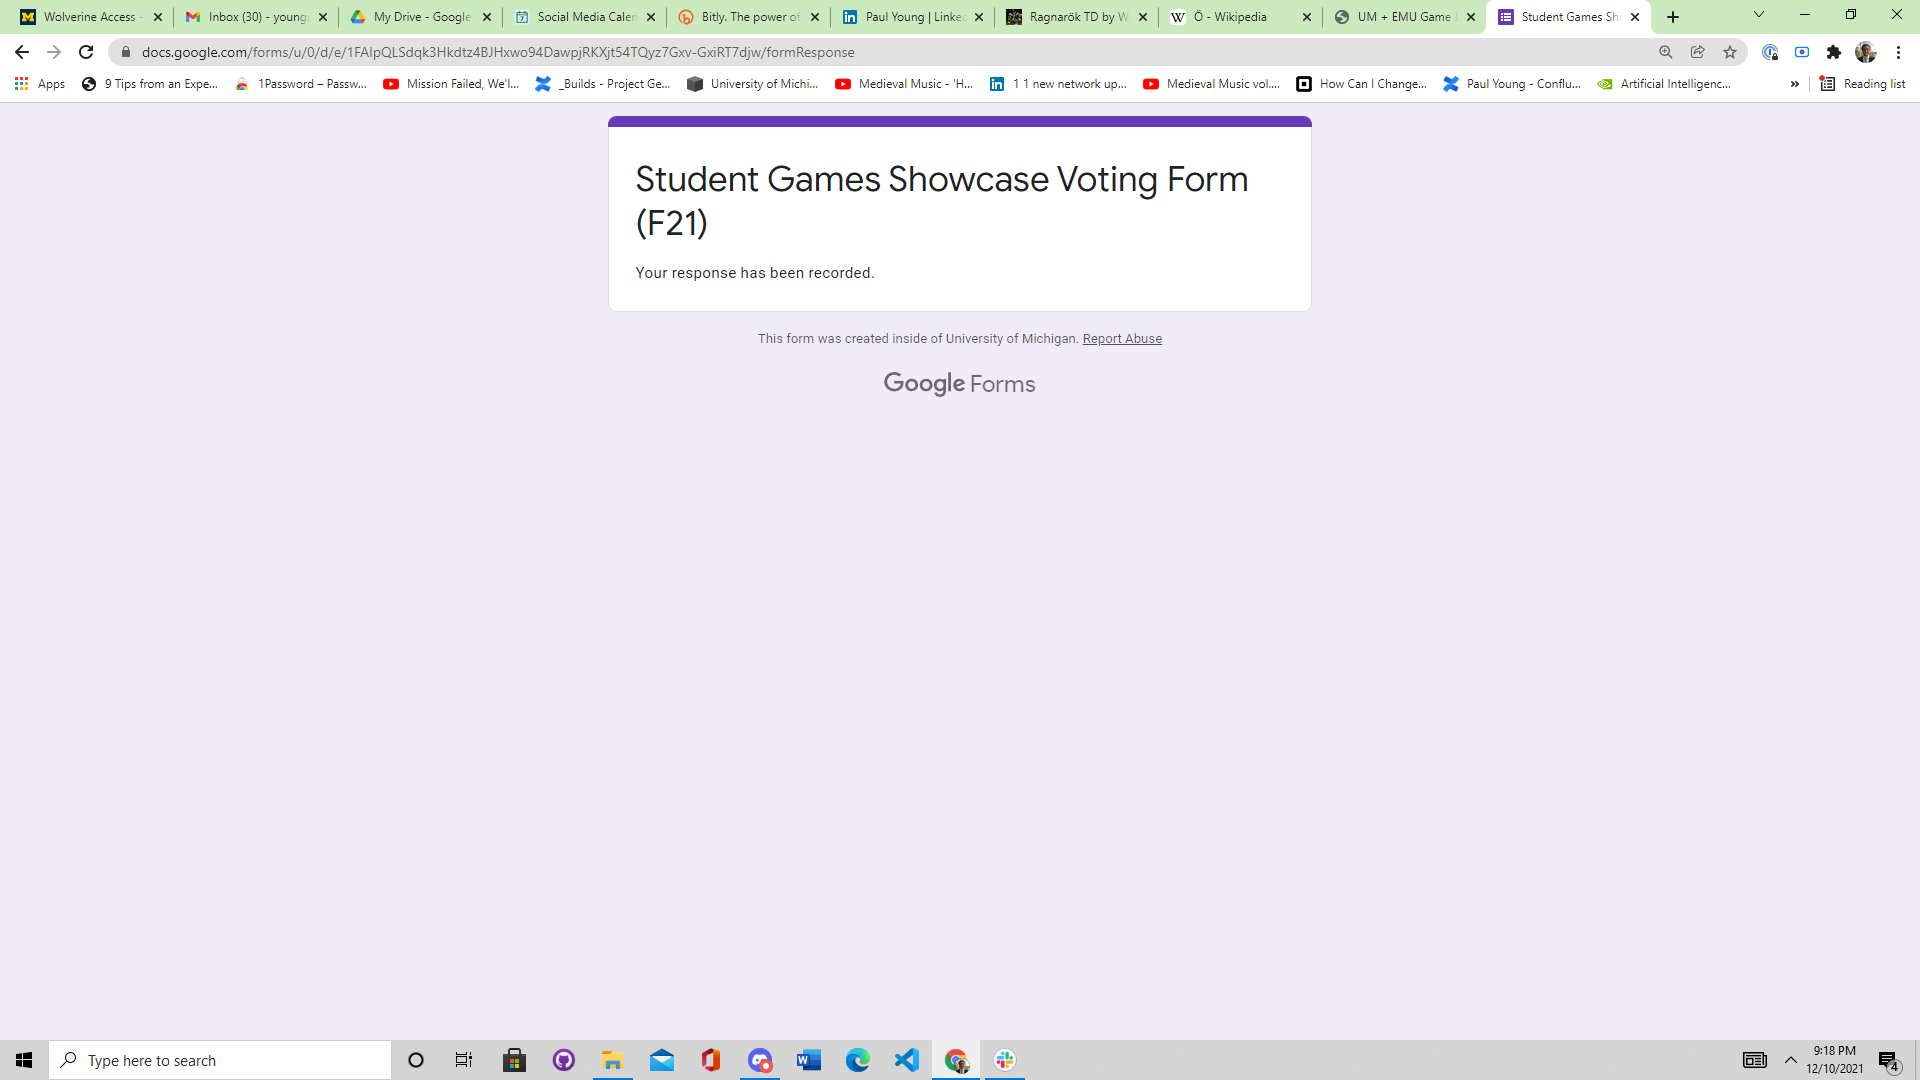 Wolverine Access -
Inbox (30) - young
My Drive - Google
Social Media Calen
Bitly. The power of
Paul Young | Linked
Ragnarök TD by W
Ö - Wikipedia
UM + EMU Game
Student Games Sho
docs.google.com/forms/u/0/d/e/1FAIpQLSdqk3Hkdtz4BJHxwo94DawpjRKXjt54TQyz7Gxv-GxiRT7djw/formResponse
Apps
9 Tips from an Expe...
1Password – Passw...
Mission Failed, We'l...
_Builds - Project Ge...
University of Michi...
Medieval Music - 'H...
1 1 new network up...
Medieval Music vol....
How Can I Change...
Paul Young - Conflu...
Artificial Intelligenc...
»
Reading list
Student Games Showcase Voting Form
(F21)
Your response has been recorded.
This form was created inside of University of Michigan. Report Abuse
Google Forms
Type here to search
9:18 PM
12/10/2021
4